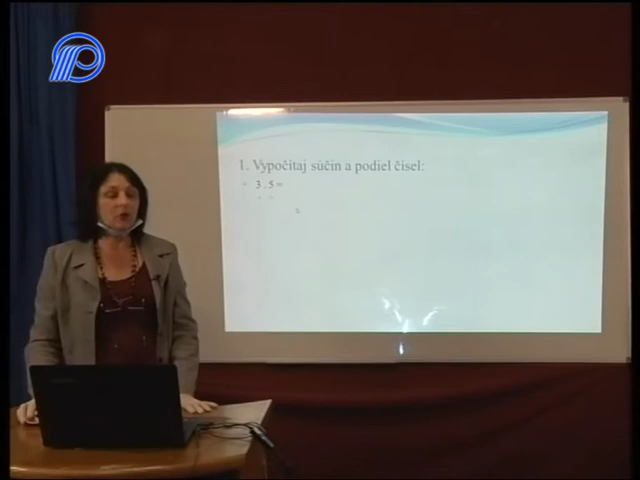 1. Vypočítaj súčin a podiel čísel:
3 . 5 =